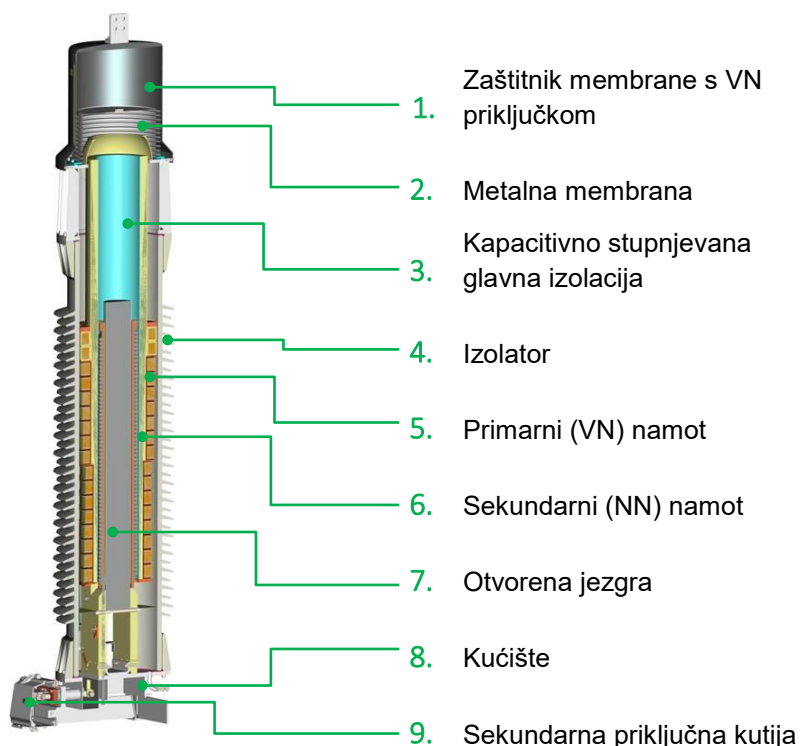 1. Zaštitnik membrane s VN
priključkom
2. Metalna membrana
3. Kapacitivno stupnjevana
glavna izolacija
4. Izolator
5. Primarni (VN) namot
6. Sekundarni (NN) namot
7. Otvorena jezgra
8. Kućište
9. Sekundarna priključna kutija